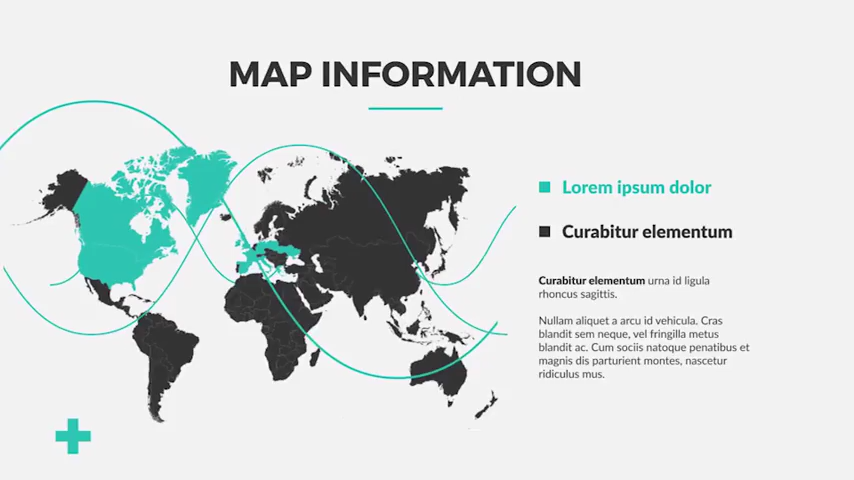 MAP INFORMATION
Lorem ipsum dolor
Curabitur elementum
Curabitur elementum urna id ligula
rhoncus sagittis.
Nullam aliquet a arcu id vehicula. Cras
blandit sem neque, vel fringilla metus
blandit ac. Cum sociis natoque penatibus et
magnis dis parturient montes, nascetur
ridiculus mus.